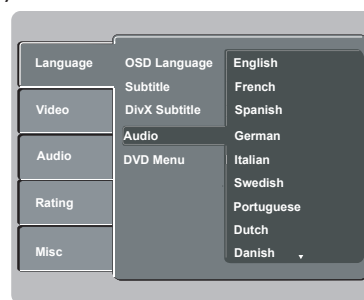 Language
Video
Audio
Rating
Misc
OSD Language
Subtitle
DivX Subtitle
Audio
DVD Menu
English
French
Spanish
German
Italian
Swedish
Portuguese
Dutch
Danish